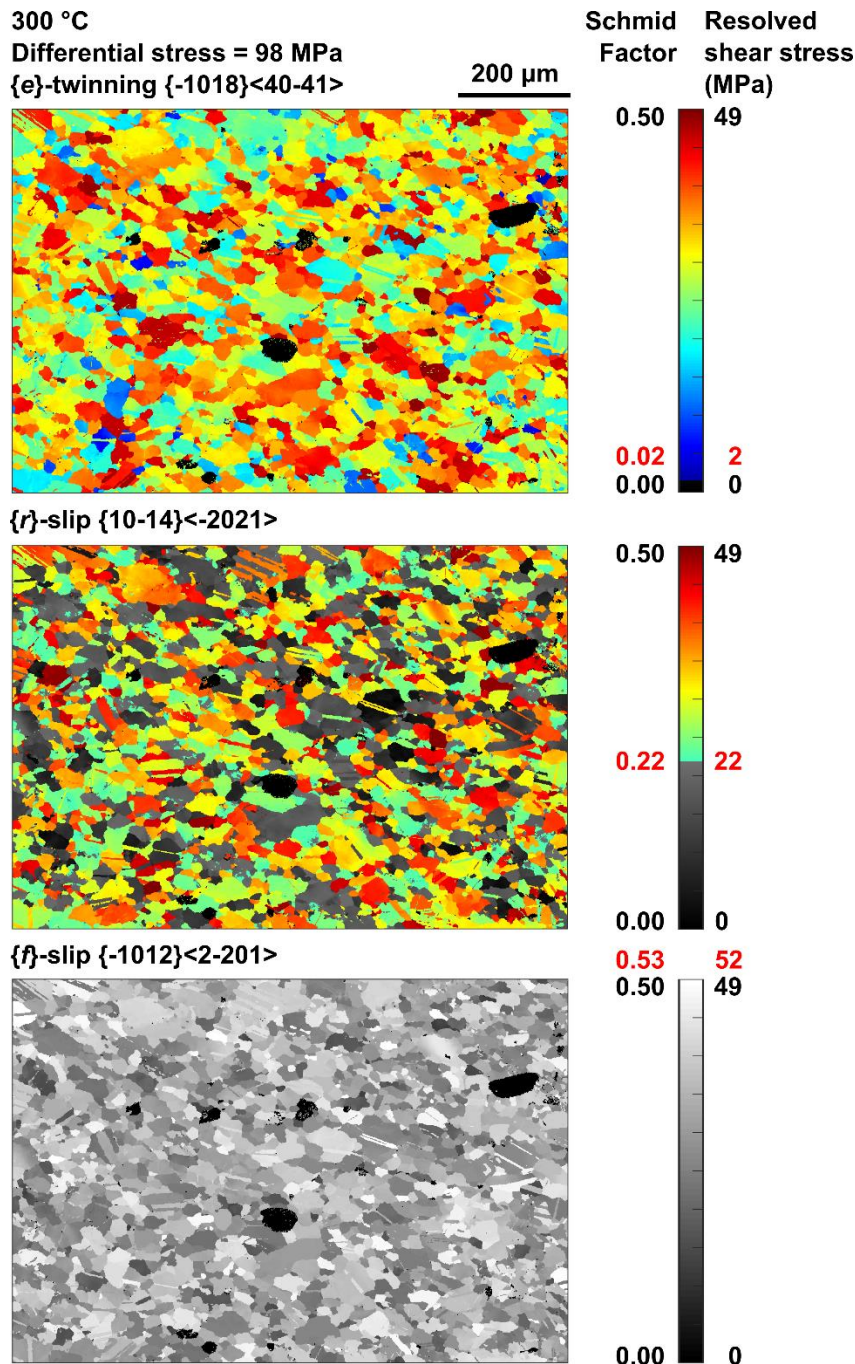 300 °C
Differential stress = 98 MPa
{e}-twinning {-1018}<40-41>
200 µm
Schmid Factor
Resolved shear stress (MPa)
0.50 49
0.02 2
0.00 0
{r}-slip {10-14}<-2021>
0.50 49
0.22 22
0.00 0
{f}-slip {-1012}<2-201>
0.53 52
0.50 49
0.00 0